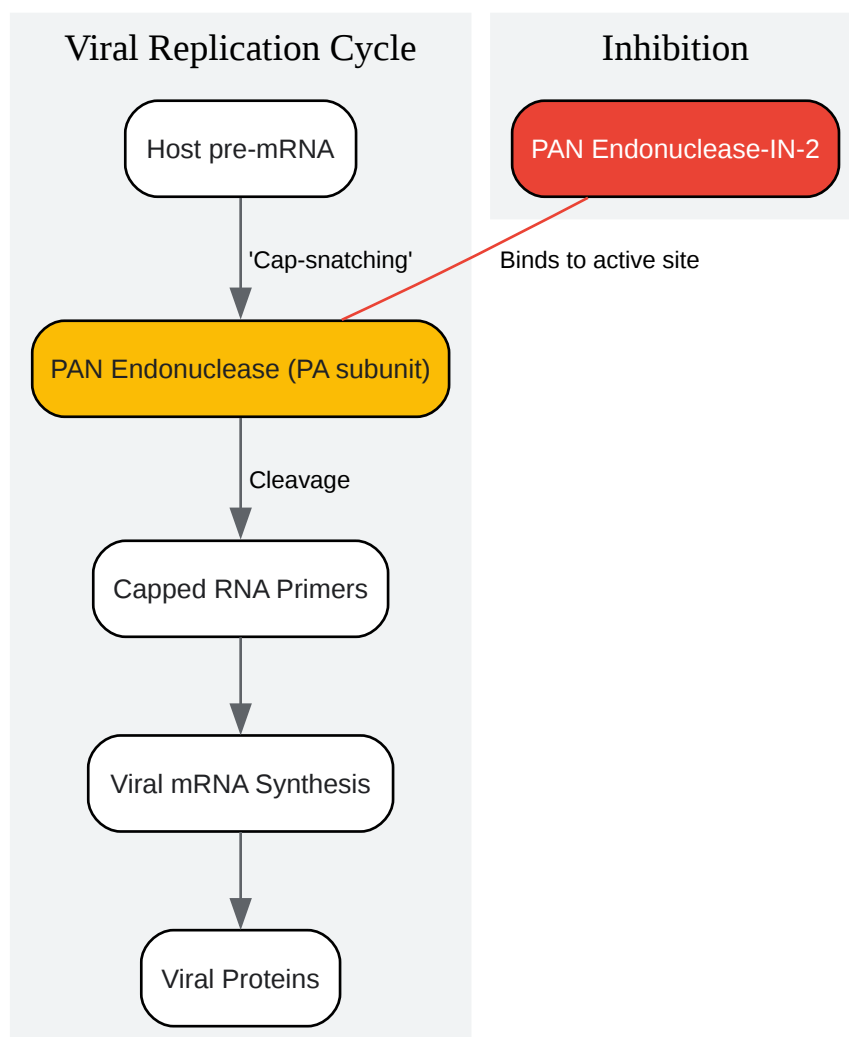 Viral Replication Cycle
Inhibition
Host pre-mRNA
PAN Endonuclease-IN-2
'Cap-snatching'
Binds to active site
PAN Endonuclease (PA subunit)
Cleavage
Capped RNA Primers
Viral mRNA Synthesis
Viral Proteins